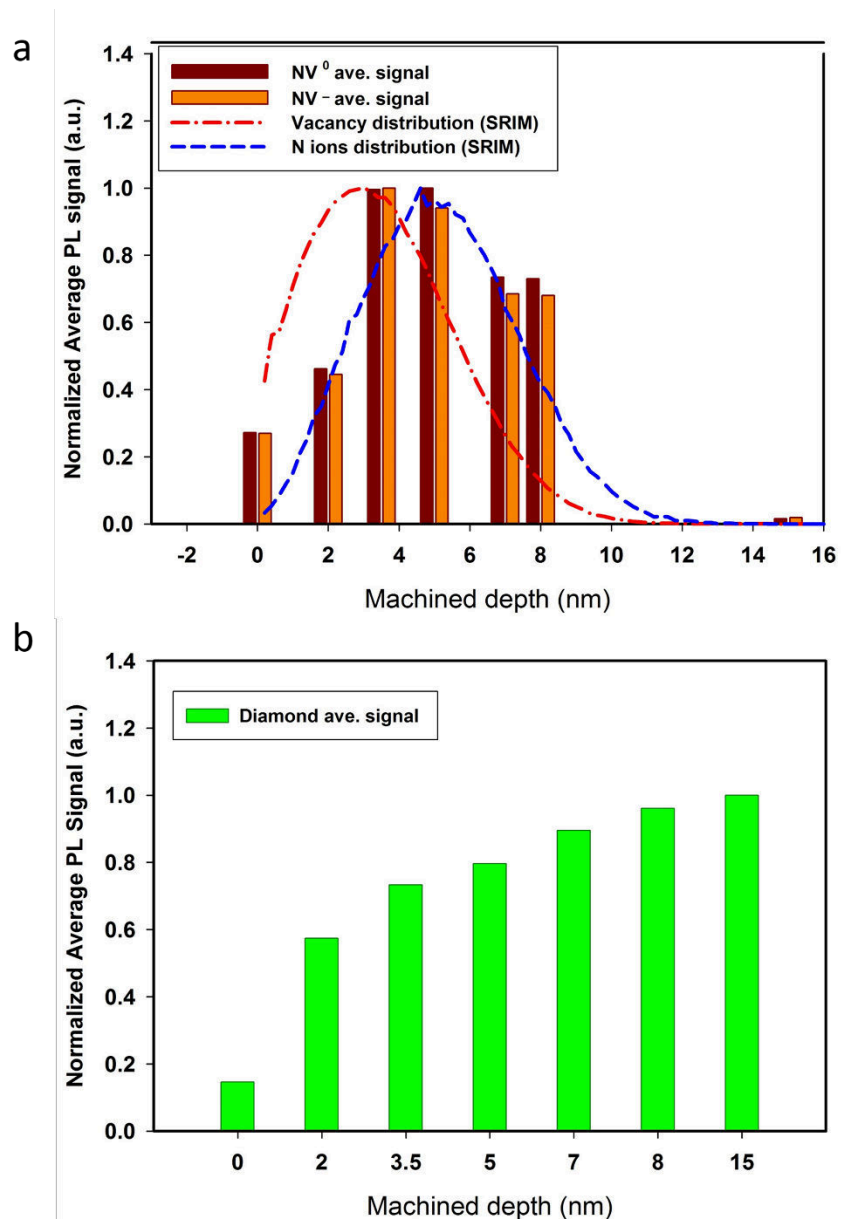 a
Normalized Average PL signal (a.u.)
1.4
1.2
1.0
0.8
0.6
0.4
0.2
0.0
NV ⁰ ave. signal
NV ⁻ ave. signal
Vacancy distribution (SRIM)
N ions distribution (SRIM)
-2 0 2 4 6 8 10 12 14 16
Machined depth (nm)
b
Normalized Average PL Signal (a.u.)
1.4
1.2
1.0
0.8
0.6
0.4
0.2
0.0
Diamond ave. signal
0 2 3.5 5 7 8 15
Machined depth (nm)